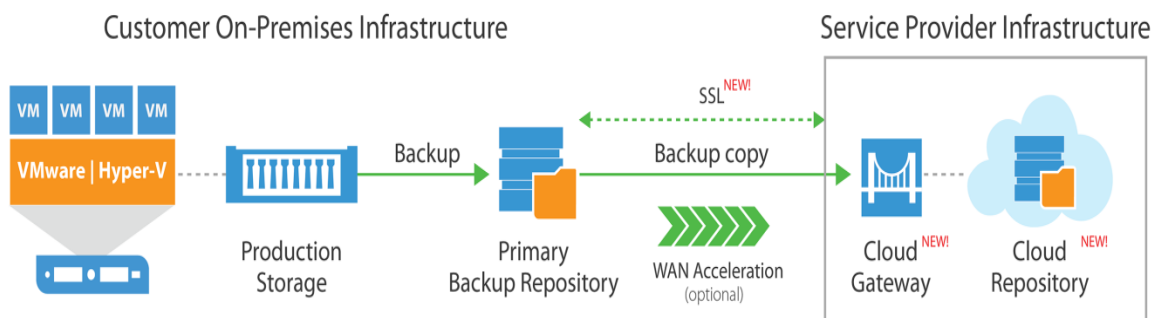 Customer On-Premises Infrastructure
Service Provider Infrastructure
VM VM VM VM
VMware | Hyper-V
SSL NEW!
Backup
Backup copy
Production
Storage
Primary
Backup Repository
WAN Acceleration
(optional)
Cloud NEW!
Gateway
Cloud NEW!
Repository